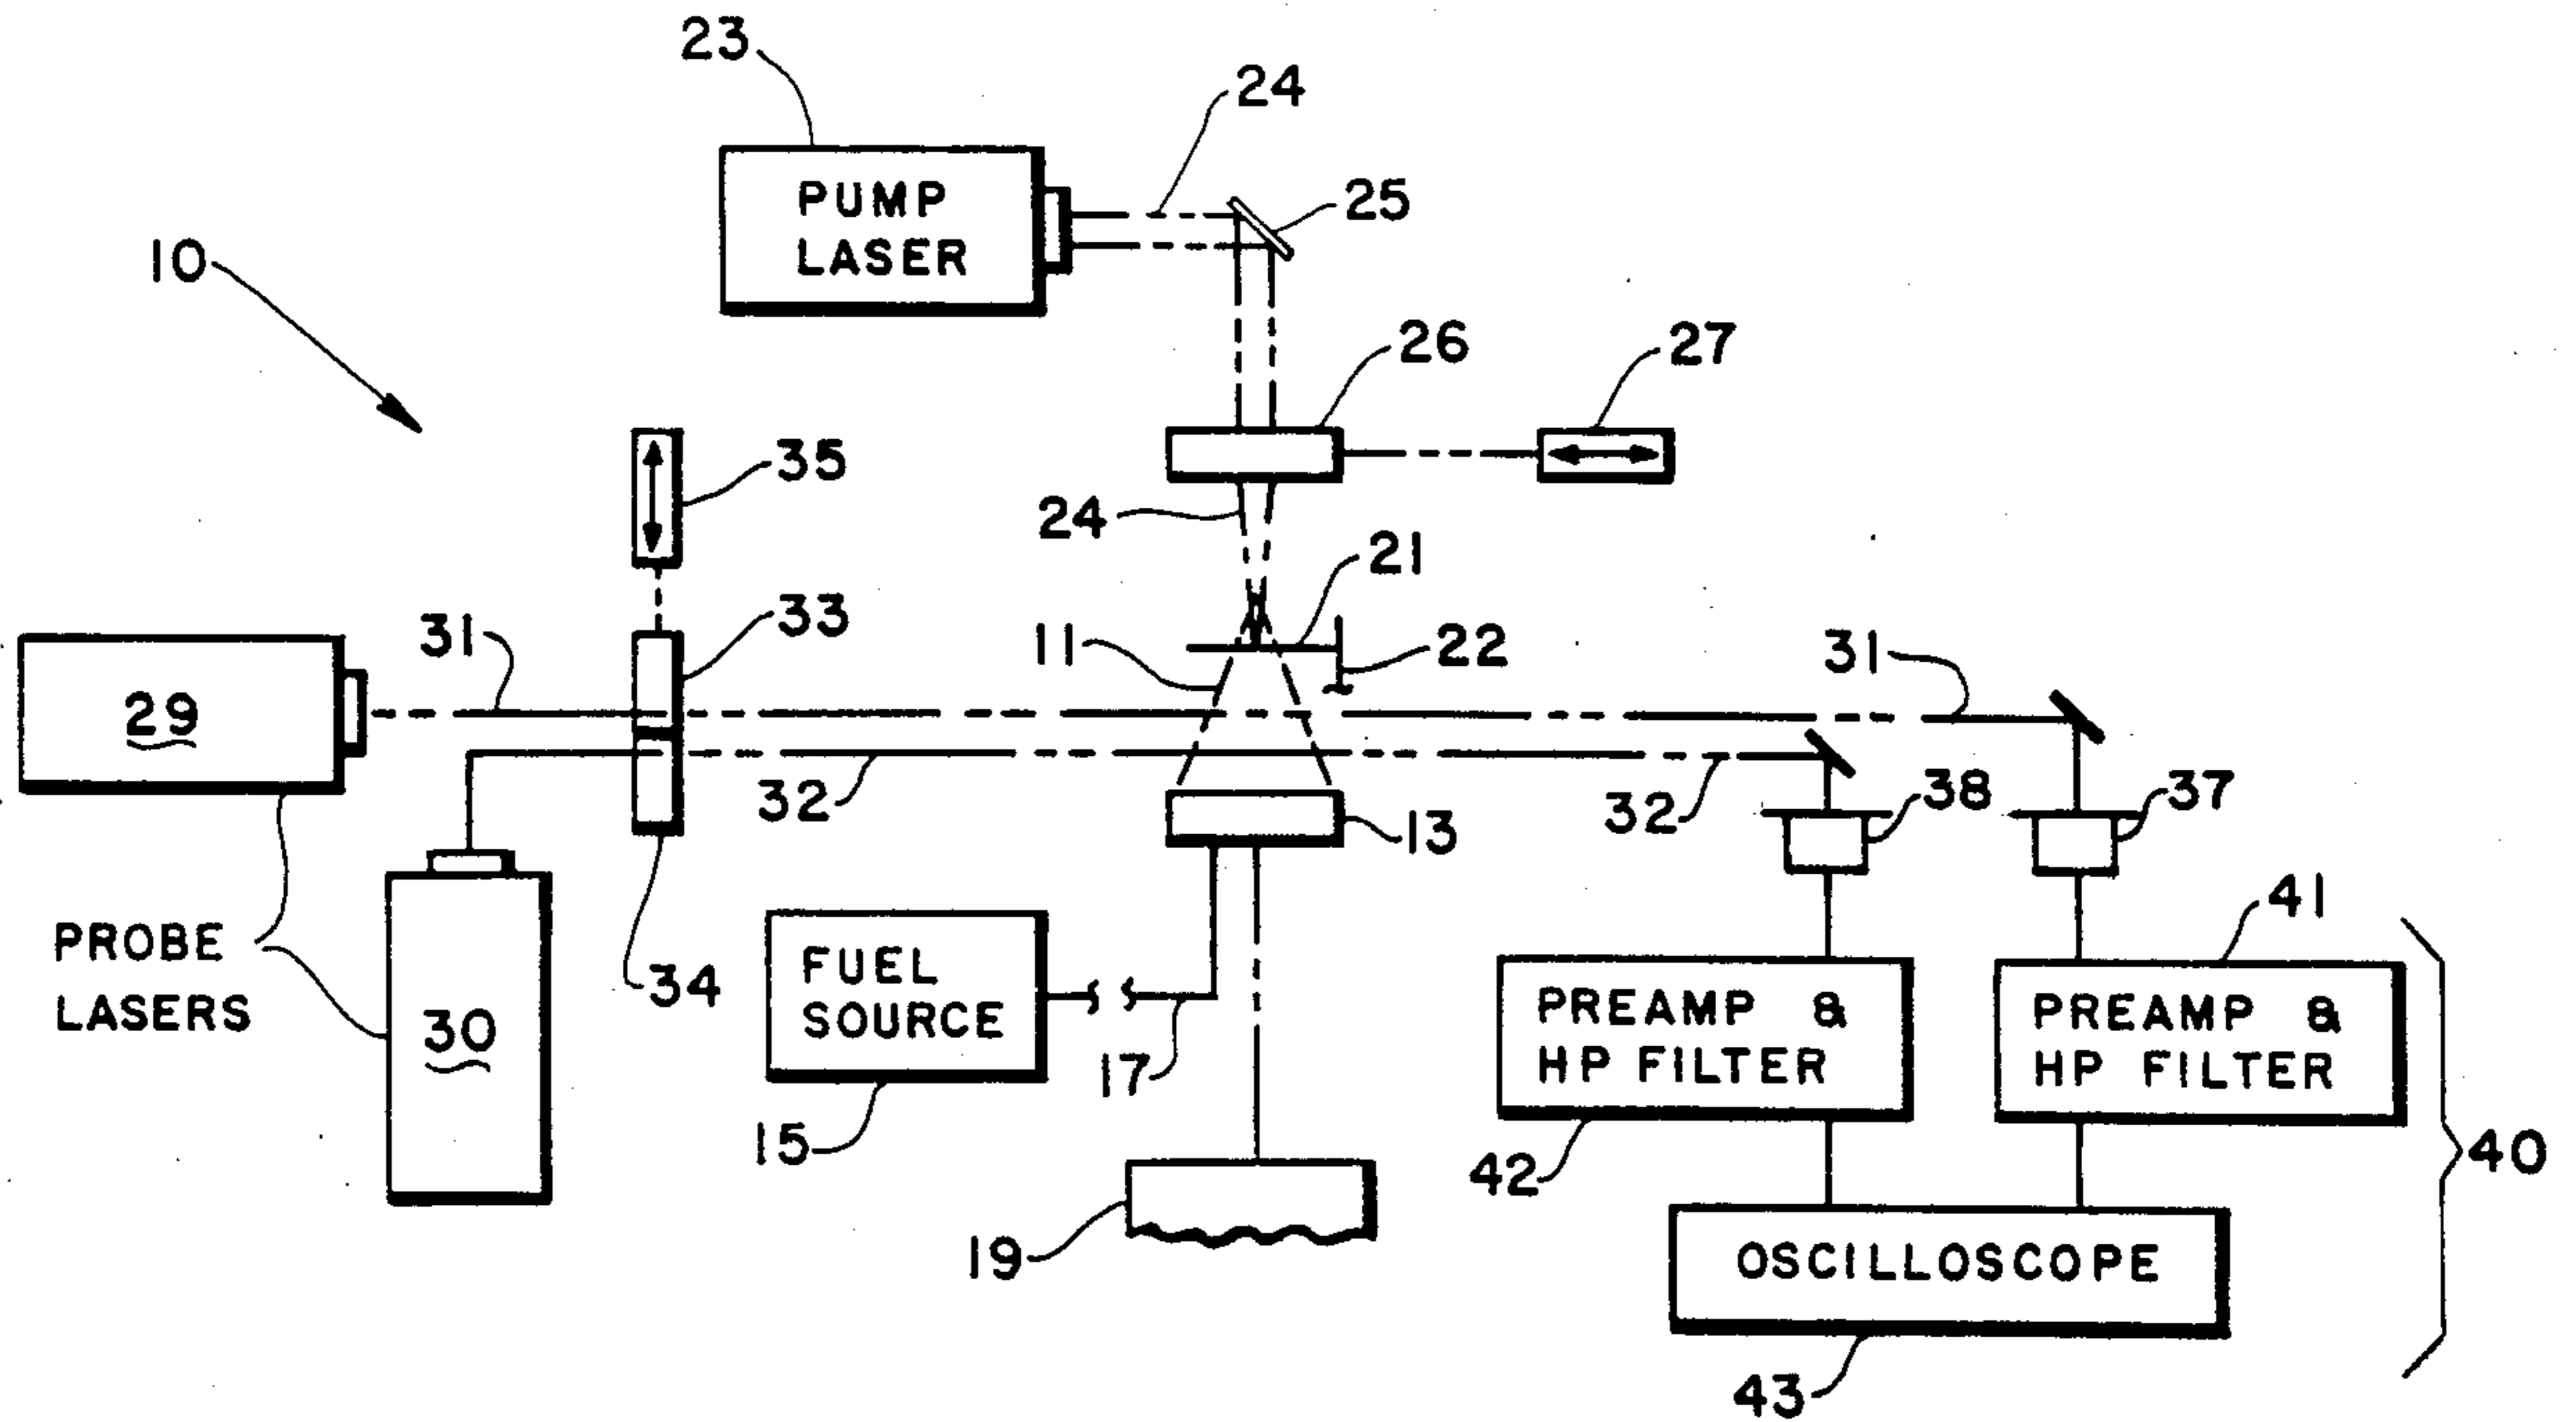 23
24
PUMP
LASER
25
10
26
27
35
24
21
33
31
11
22
31
29
32
32
38
37
13
41
PROBE
LASERS
34
FUEL
SOURCE
PREAMP &
HP FILTER
PREAMP &
HP FILTER
30
17
15
42
40
19
OSCILLOSCOPE
43